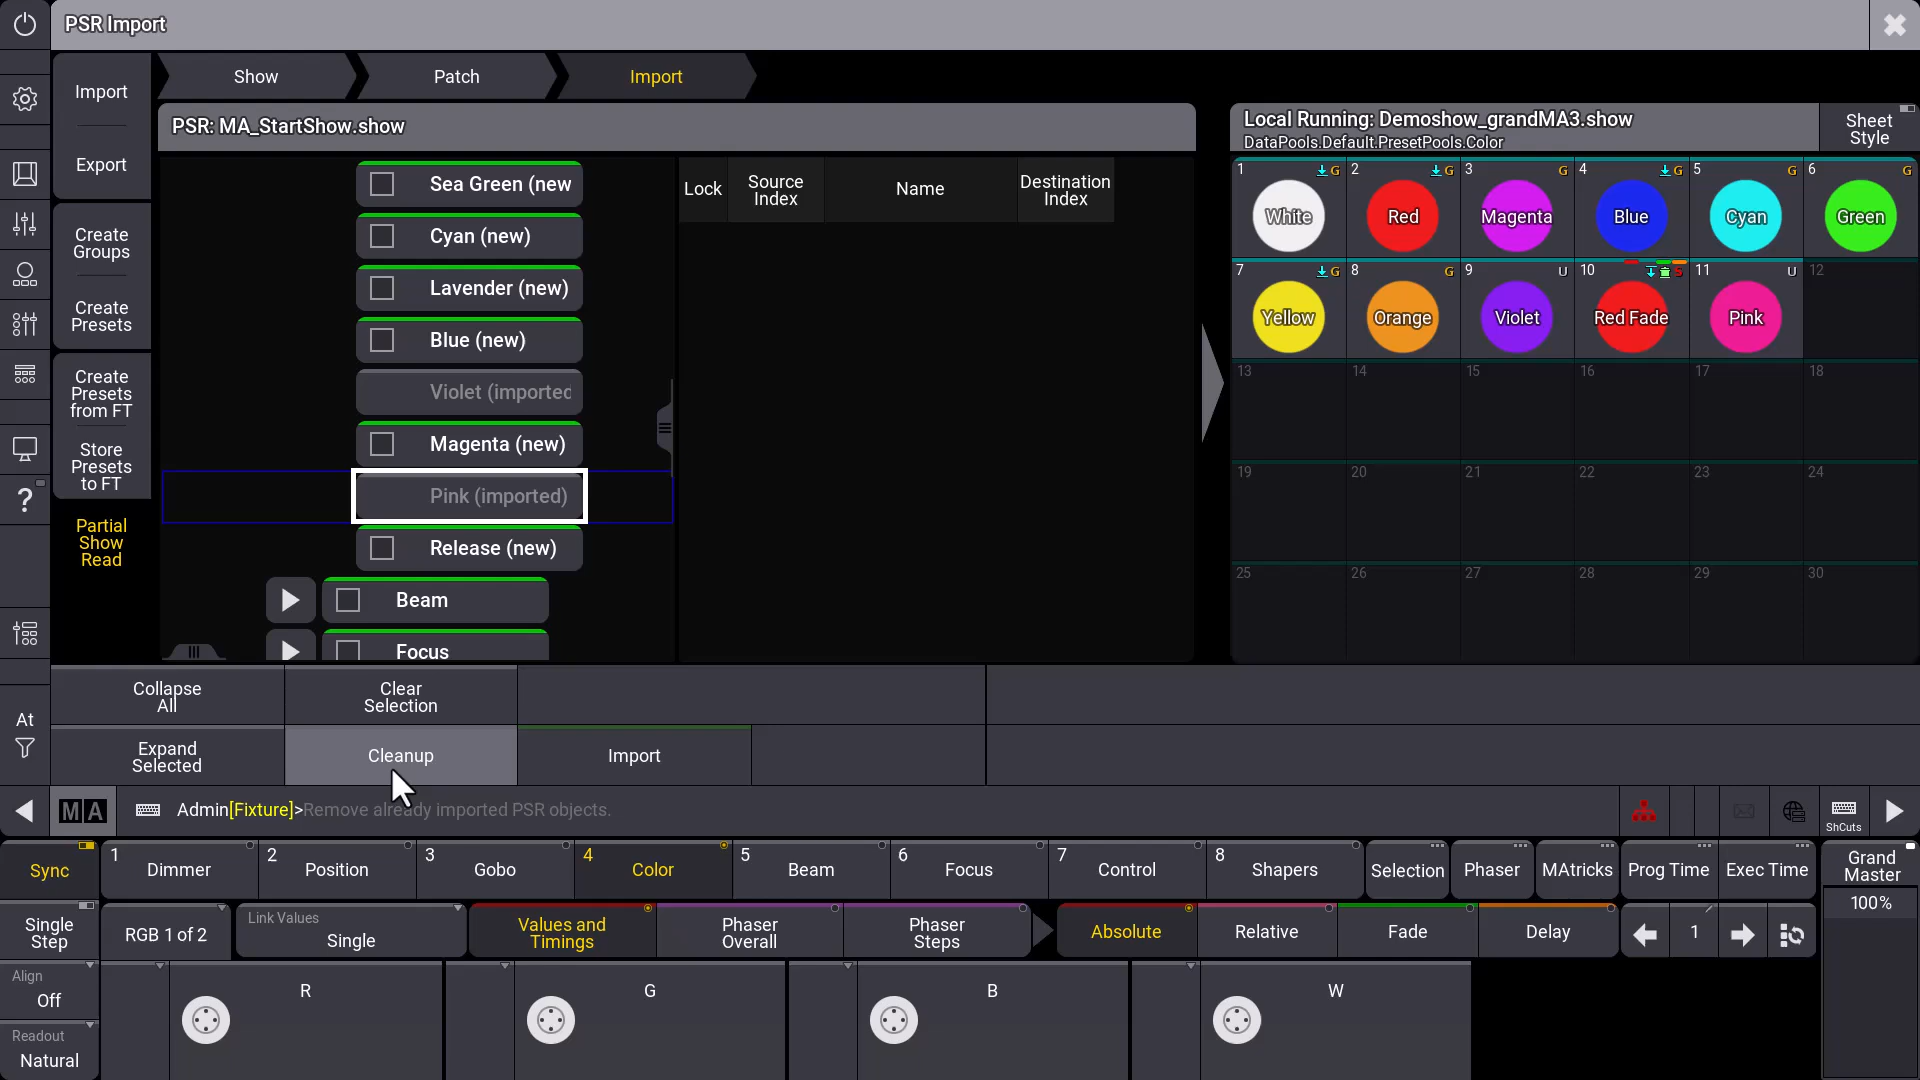 PSR Import
Import
Export
Create
Groups
Create
Presets
Create
Presets
from FT
Store
Presets
to FT
Partial
Show
Read
Show
Patch
Import
PSR: MA_StartShow.show
Sea Green (new
Cyan (new)
Lavender (new)
Blue (new)
Violet (imported
Magenta (new)
Pink (imported)
Release (new)
Beam
Focus
Lock
Source
Index
Name
Destination
Index
Local Running: Demoshow_grandMA3.show
DataPools.Default.PresetPools.Color
Sheet
Style
1 G White
2 G Red
3 G Magenta
4 G Blue
5 G Cyan
6 G Green
7 G Yellow
8 G Orange
9 U Violet
10 S Red Fade
11 U Pink
12
13 14 15 16 17 18
19 20 21 22 23 24
25 26 27 28 29 30
Collapse
All
Clear
Selection
Expand
Selected
Cleanup
Import
At
?
MA
Admin[Fixture]>Remove already imported PSR objects.
ShCuts
Sync
1 Dimmer
2 Position
3 Gobo
4 Color
5 Beam
6 Focus
7 Control
8 Shapers
Selection
Phaser
MAtricks
Prog Time
Exec Time
Grand
Master
100%
Single
Step
RGB 1 of 2
Link Values
Single
Values and
Timings
Phaser
Overall
Phaser
Steps
Absolute
Relative
Fade
Delay
1
Align
Off
Readout
Natural
R
G
B
W